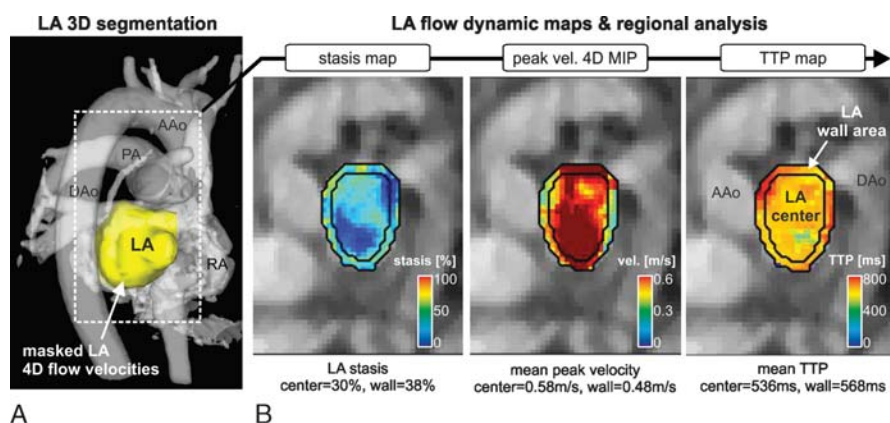 LA 3D segmentation
AAo
PA
DAo
LA
RA
masked LA
4D flow velocities
A
LA flow dynamic maps & regional analysis
stasis map
peak vel. 4D MIP
TTP map
stasis [%]
100
50
0
vel. [m/s]
0.6
0.3
0
LA
wall area
AAo
DAo
LA
center
TTP [ms]
800
400
0
LA stasis
center=30%, wall=38%
mean peak velocity
center=0.58m/s, wall=0.48m/s
mean TTP
center=536ms, wall=568ms
B